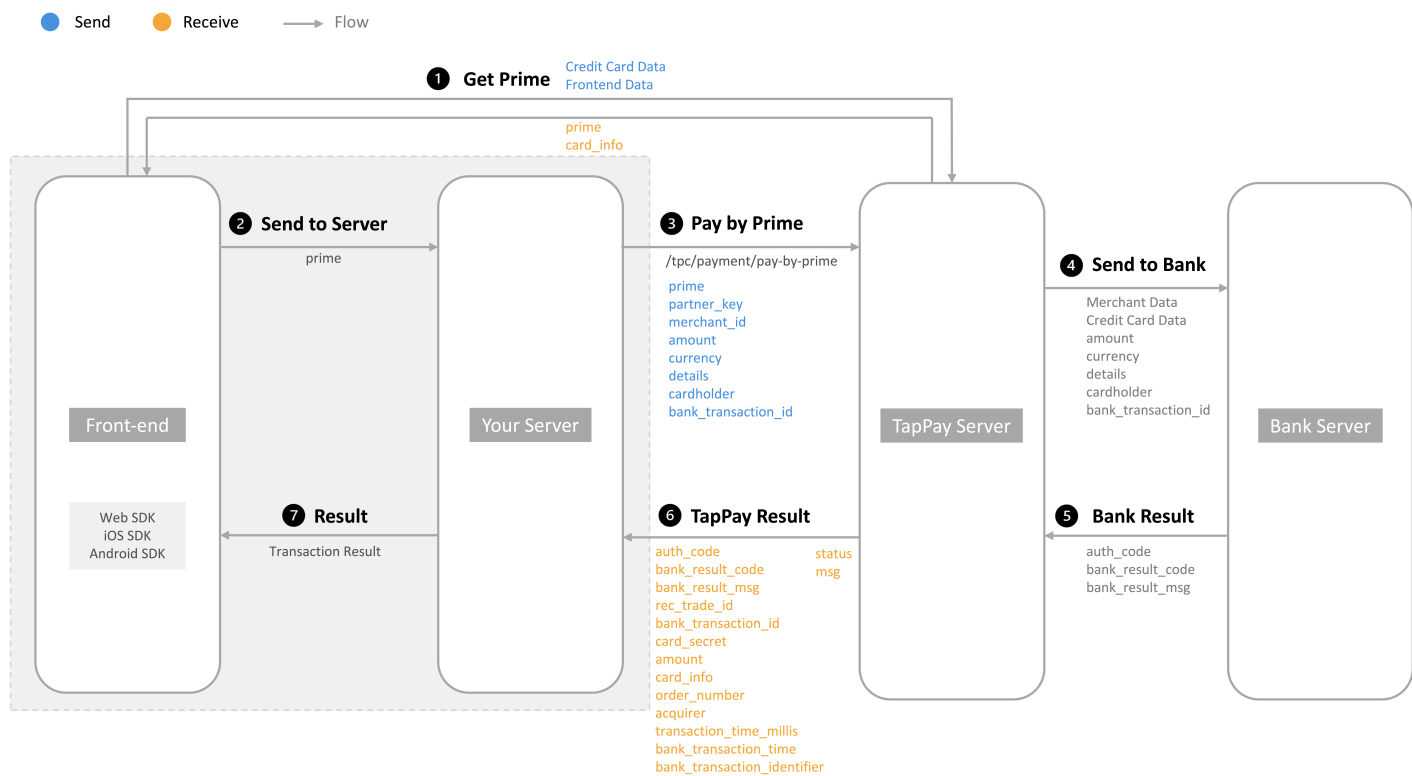 Send
Receive
Flow
1 Get Prime
Credit Card Data
Frontend Data
prime
card_info
2 Send to Server
prime
3 Pay by Prime
/tpc/payment/pay-by-prime
prime
partner_key
merchant_id
amount
currency
details
cardholder
bank_transaction_id
4 Send to Bank
Merchant Data
Credit Card Data
amount
currency
details
cardholder
bank_transaction_id
Front-end
Your Server
TapPay Server
Bank Server
Web SDK
iOS SDK
Android SDK
7 Result
Transaction Result
6 TapPay Result
auth_code
bank_result_code
bank_result_msg
rec_trade_id
bank_transaction_id
card_secret
amount
card_info
order_number
acquirer
transaction_time_millis
bank_transaction_time
bank_transaction_identifier
status
msg
5 Bank Result
auth_code
bank_result_code
bank_result_msg